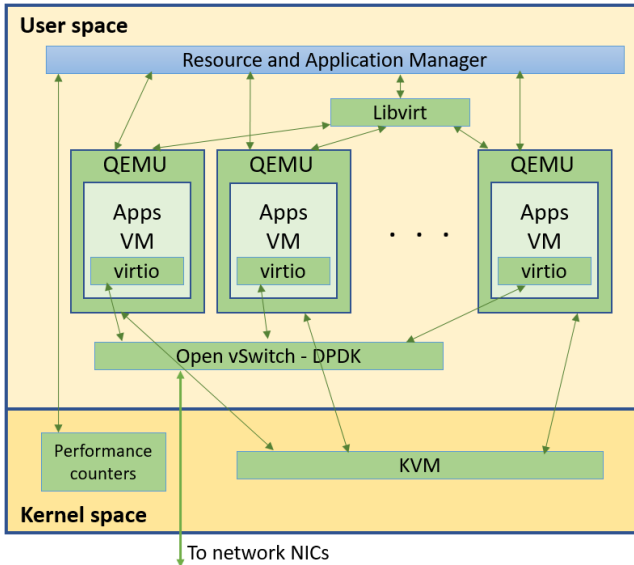 User space
Resource and Application Manager
Libvirt
QEMU
QEMU
QEMU
Apps
VM
virtio
Apps
VM
virtio
. . .
Apps
VM
virtio
Open vSwitch - DPDK
Performance
counters
KVM
Kernel space
To network NICs